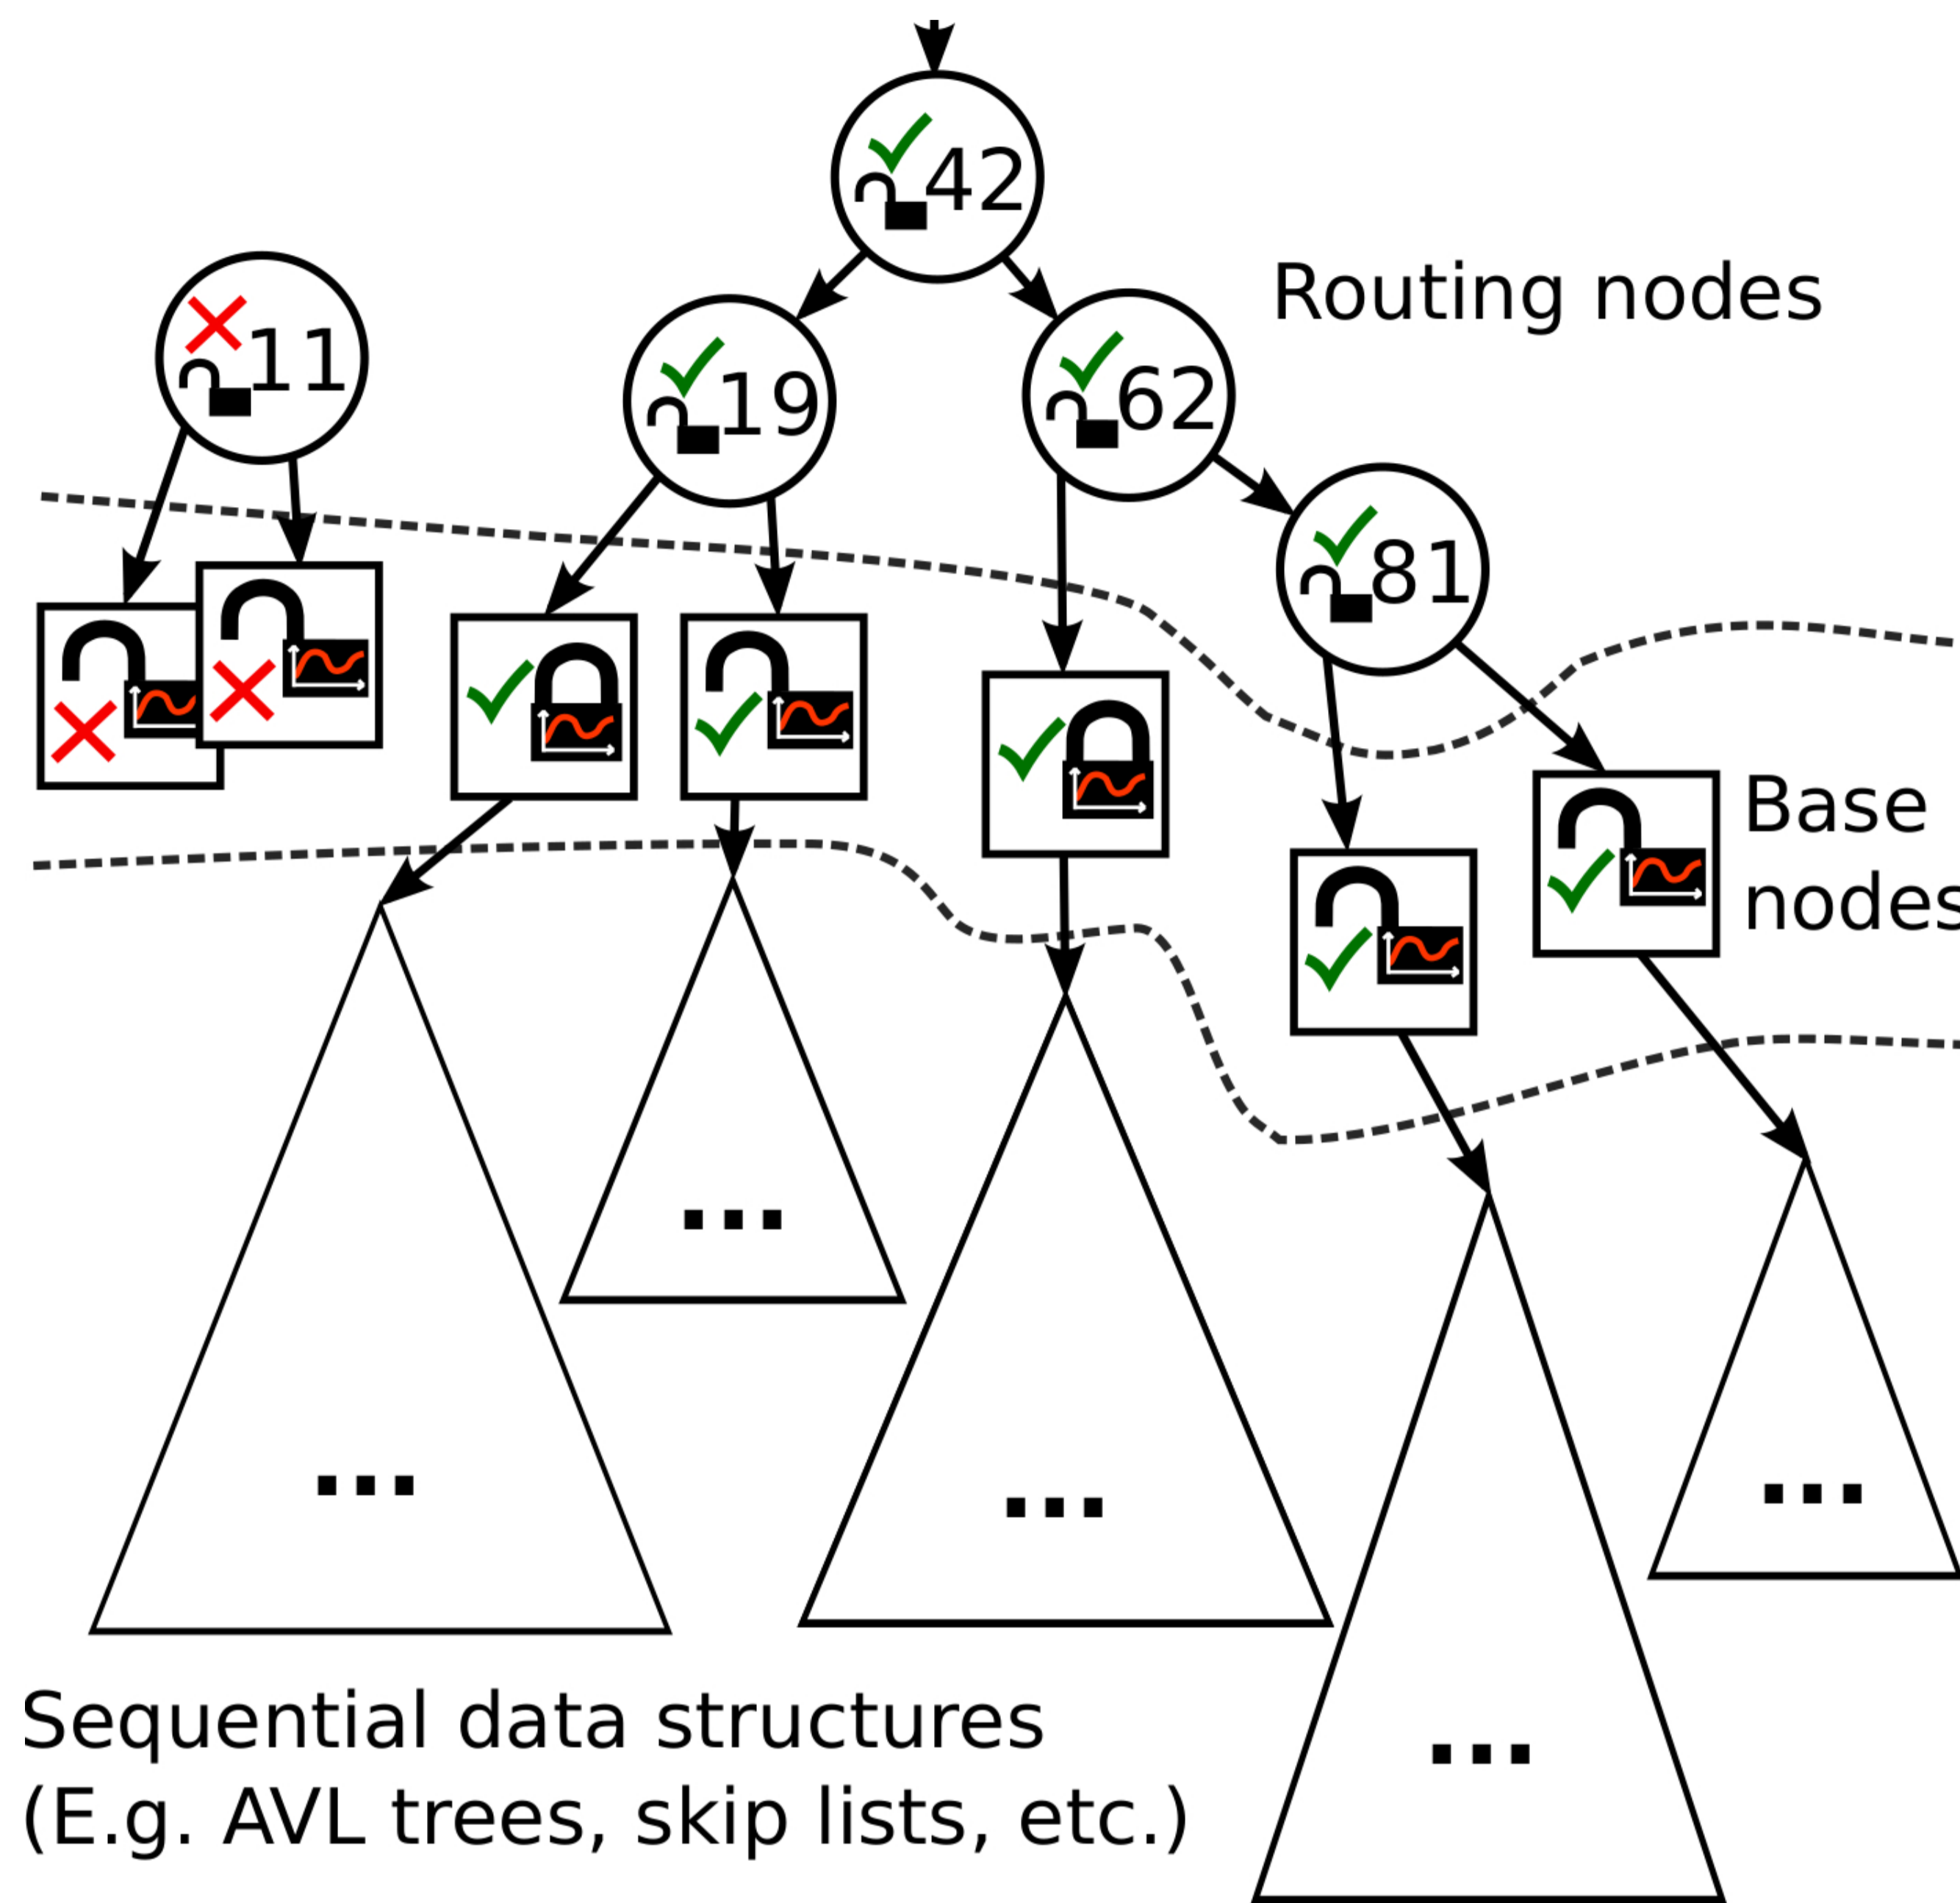 42
Routing nodes
11
19
62
81
Base
nodes
...
...
...
...
...
Sequential data structures
(E.g. AVL trees, skip lists, etc.)